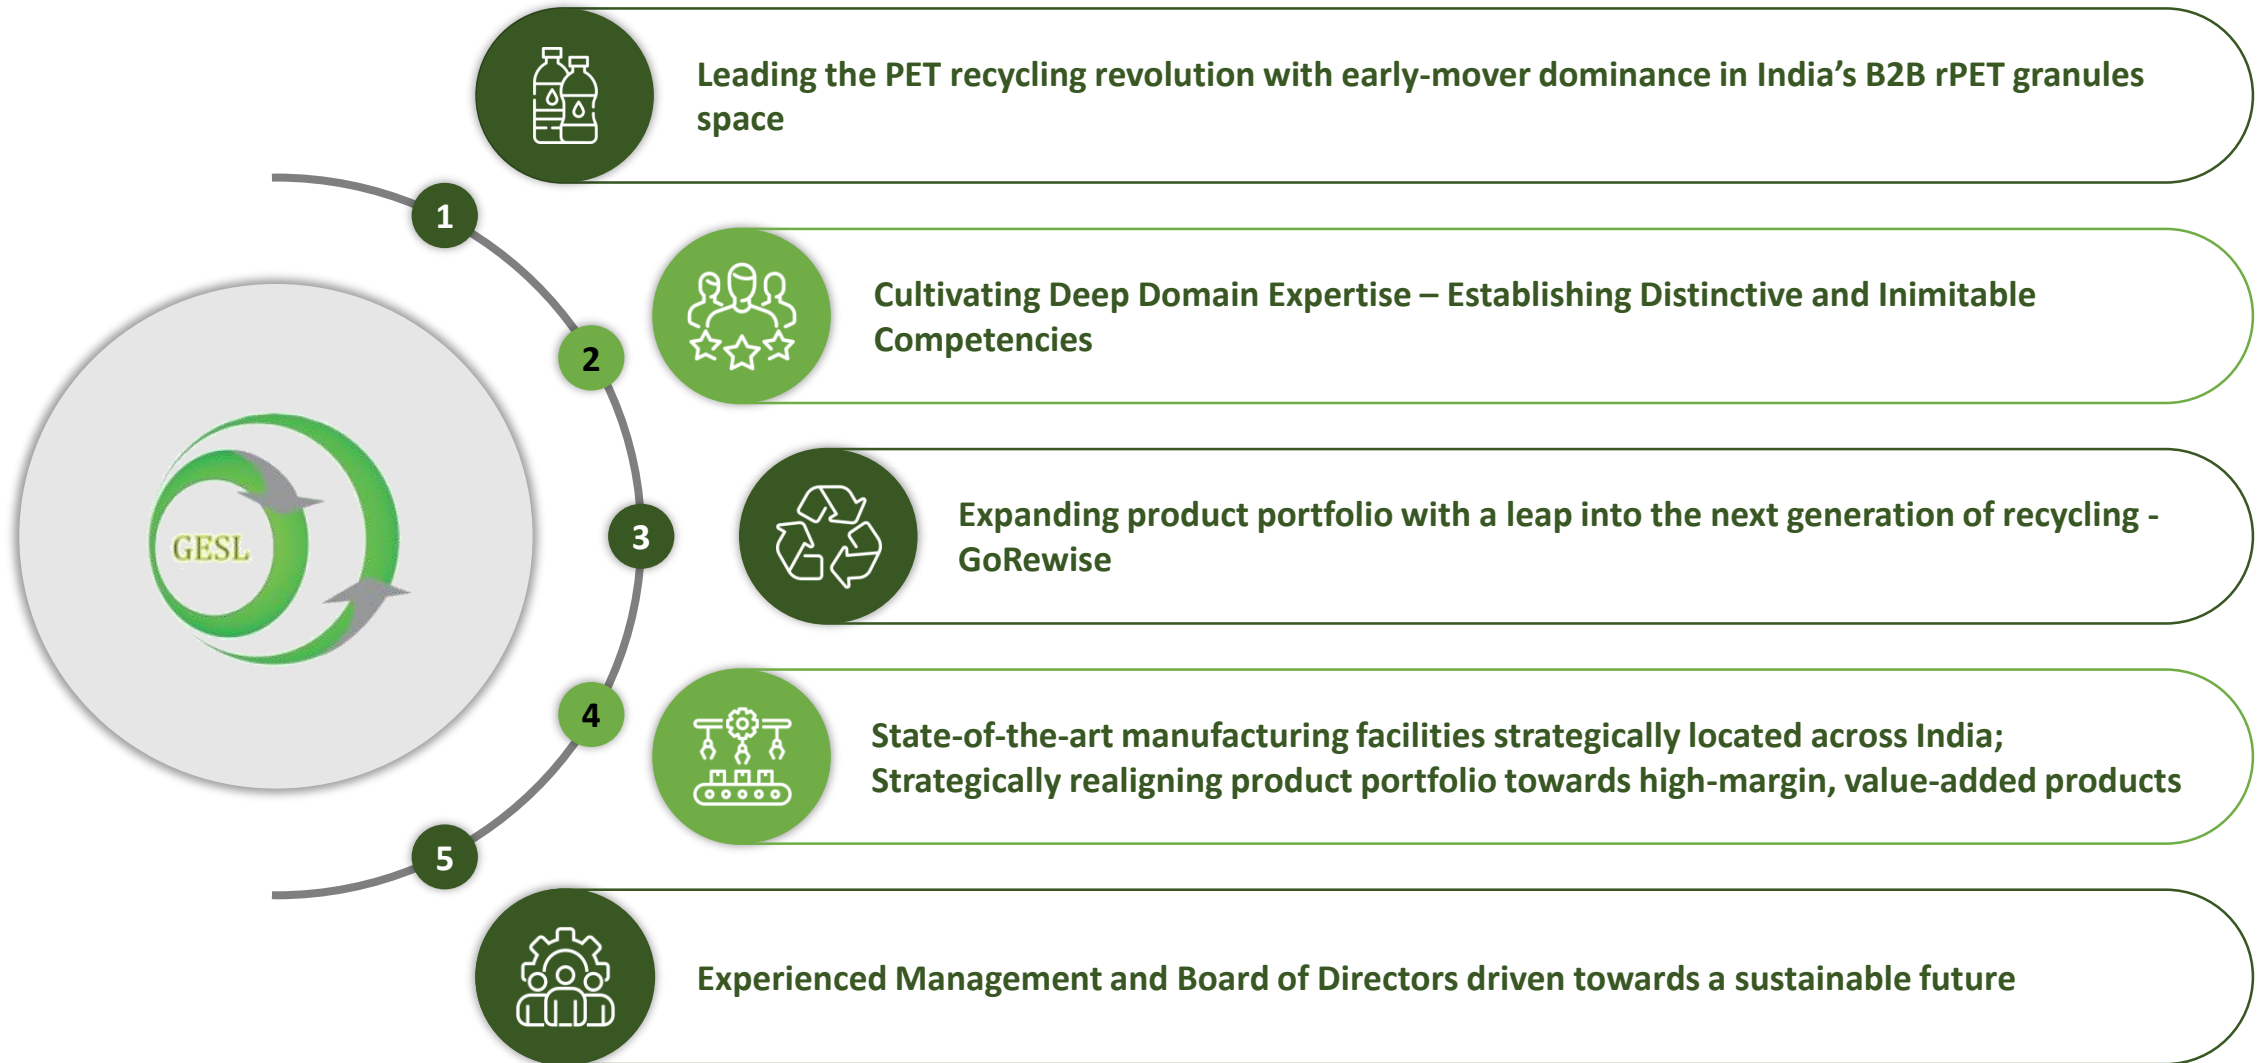 Leading the PET recycling revolution with early-mover dominance in India’s B2B rPET granules
space
1
Cultivating Deep Domain Expertise – Establishing Distinctive and Inimitable
Competencies
2
GESL
3
Expanding product portfolio with a leap into the next generation of recycling -
GoRewise
4
State-of-the-art manufacturing facilities strategically located across India;
Strategically realigning product portfolio towards high-margin, value-added products
5
Experienced Management and Board of Directors driven towards a sustainable future